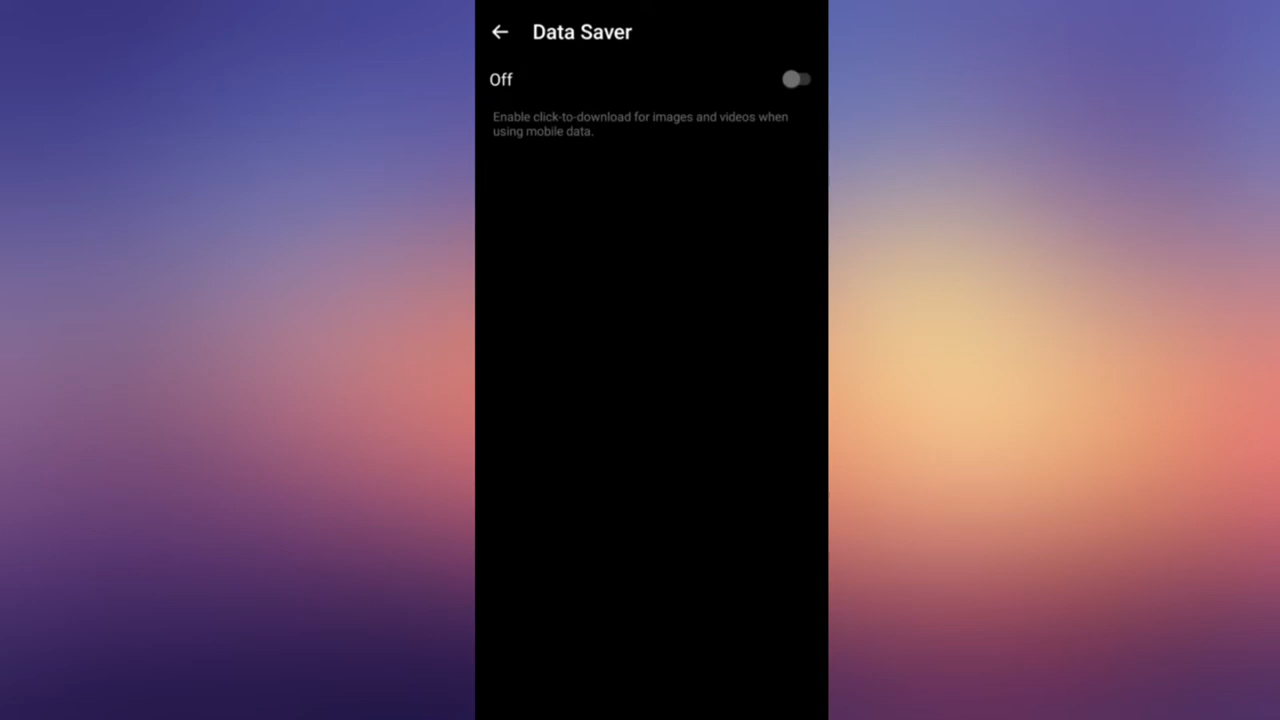 Data Saver
Off
Enable click-to-download for images and videos when
using mobile data.